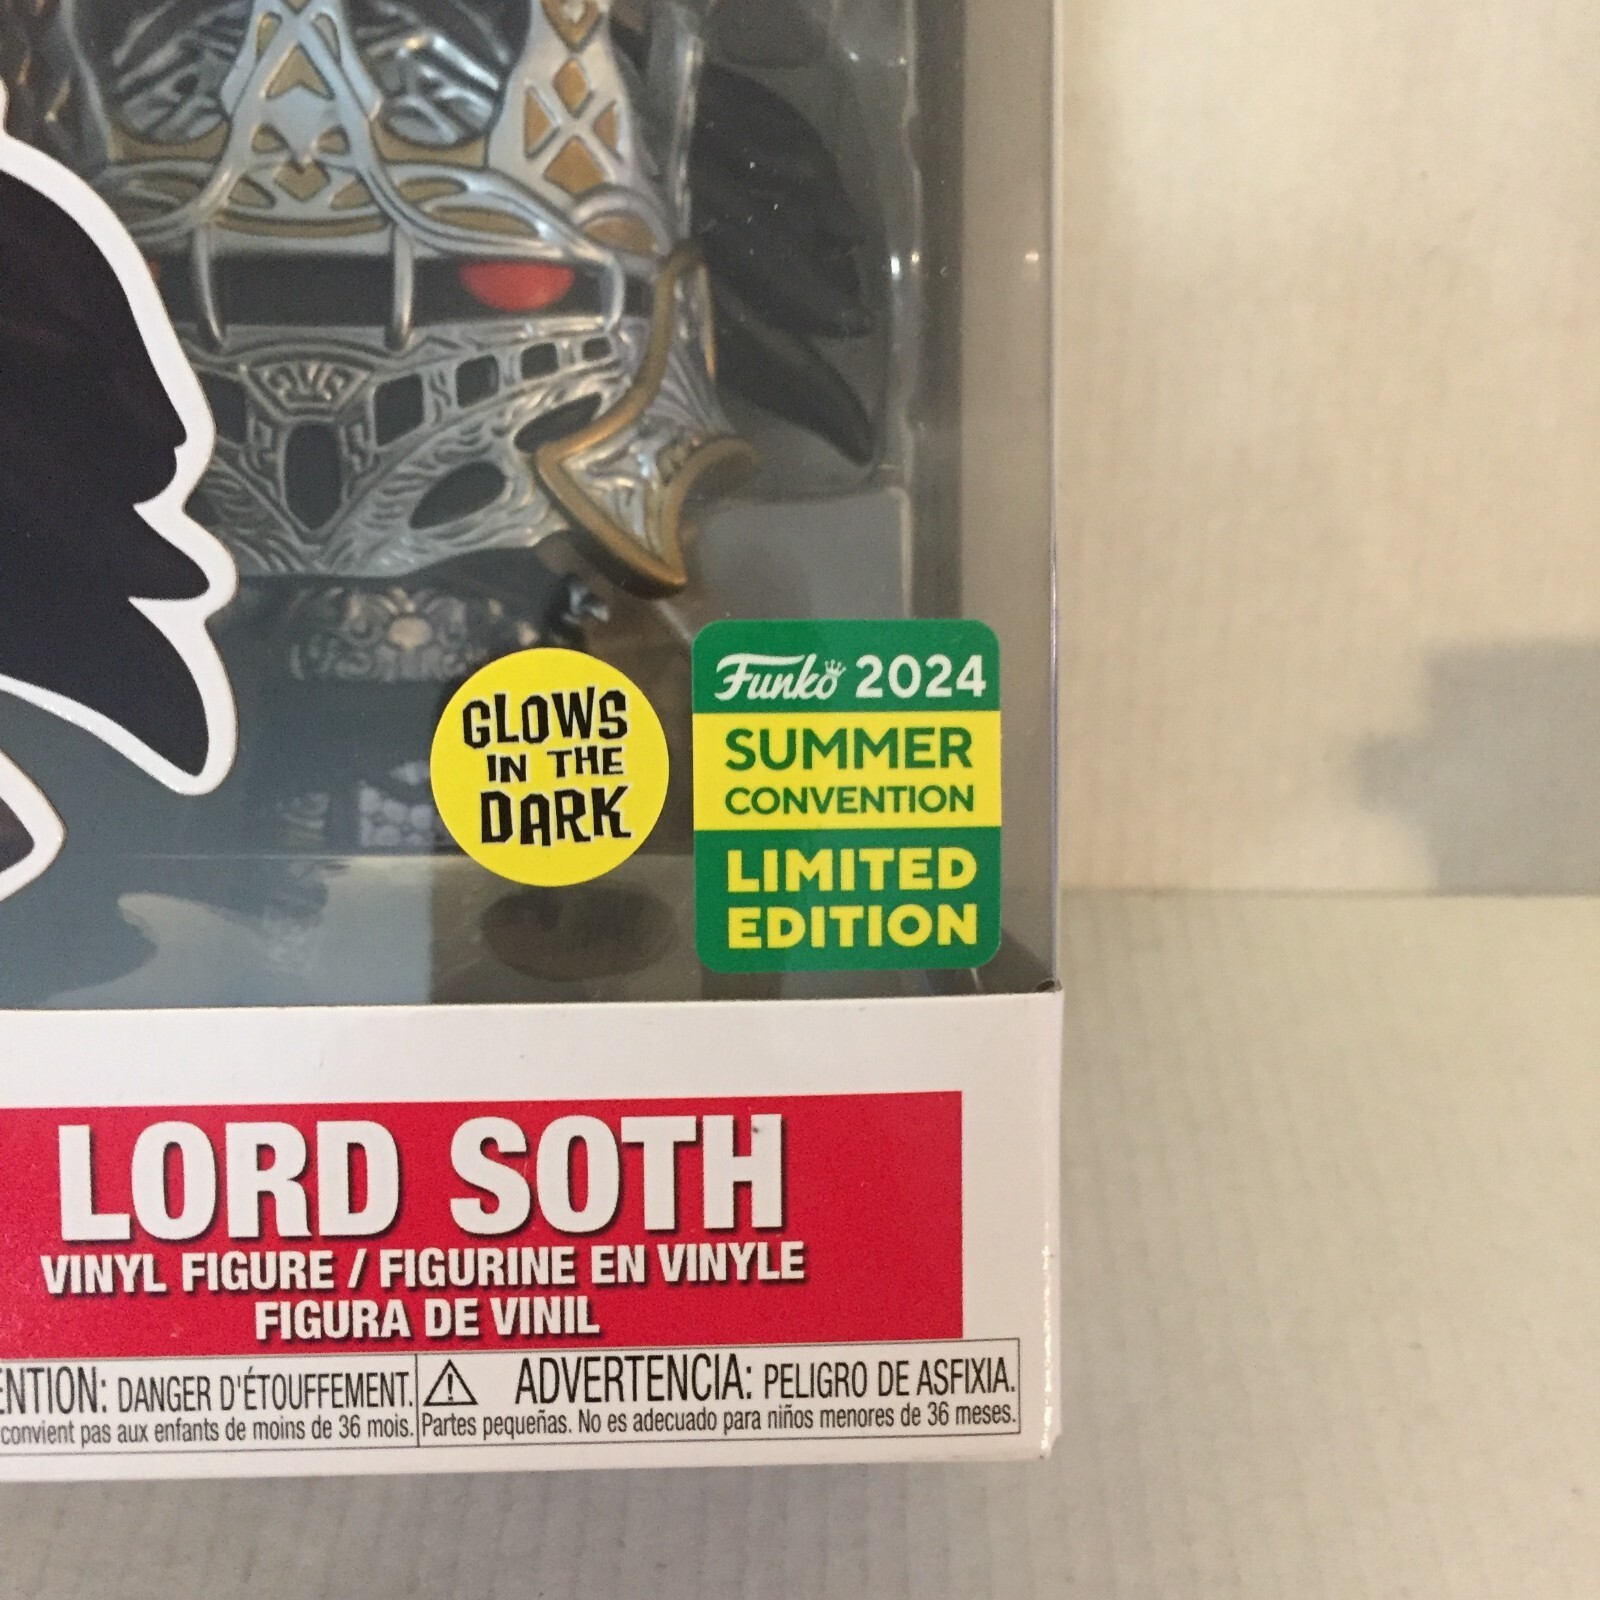 GLOWS
IN THE
DARK
Funko 2024
SUMMER
CONVENTION
LIMITED
EDITION
LORD SOTH
VINYL FIGURE / FIGURINE EN VINYLE
FIGURA DE VINIL
ENTION: DANGER D'ÉTOUFFEMENT.
convient pas aux enfants de moins de 36 mois.
ADVERTENCIA: PELIGRO DE ASFIXIA.
Partes pequeñas. No es adecuado para niños menores de 36 meses.